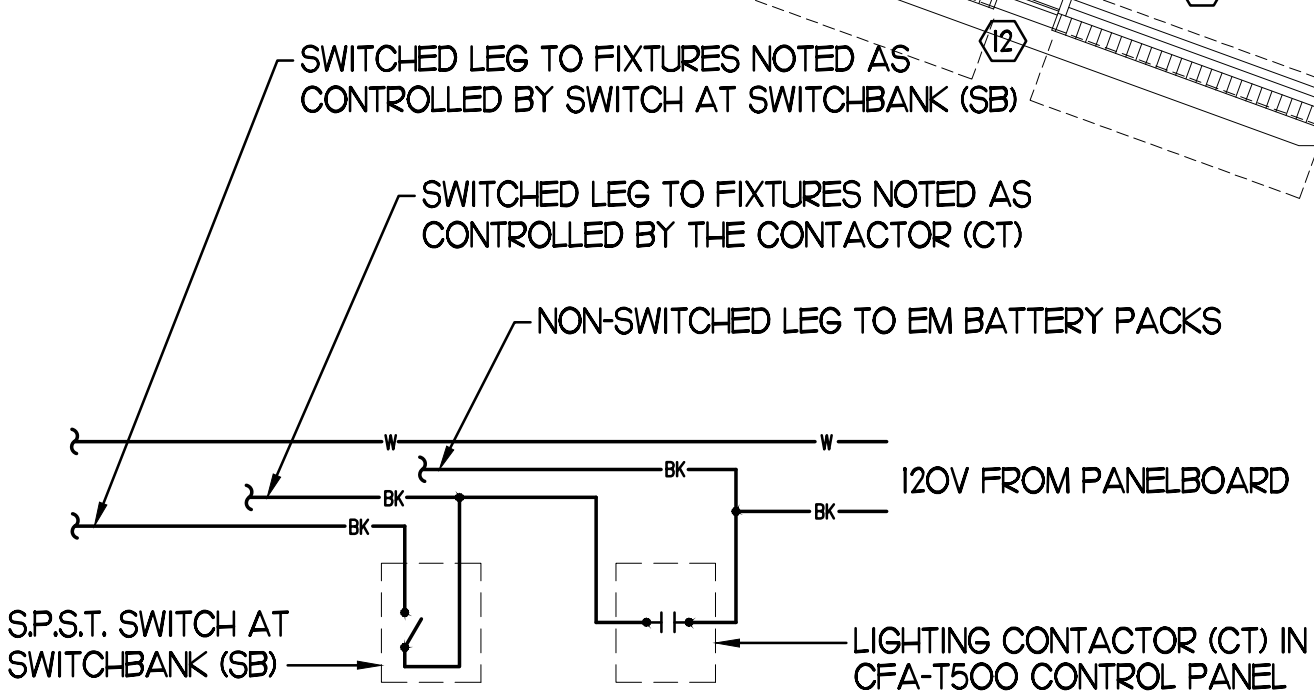 12
SWITCHED LEG TO FIXTURES NOTED AS
CONTROLLED BY SWITCH AT SWITCHBANK (SB)
SWITCHED LEG TO FIXTURES NOTED AS
CONTROLLED BY THE CONTACTOR (CT)
NON-SWITCHED LEG TO EM BATTERY PACKS
W W
BK
120V FROM PANELBOARD
BK
BK
BK
S.P.S.T. SWITCH AT
SWITCHBANK (SB)
LIGHTING CONTACTOR (CT) IN
CFA-T500 CONTROL PANEL